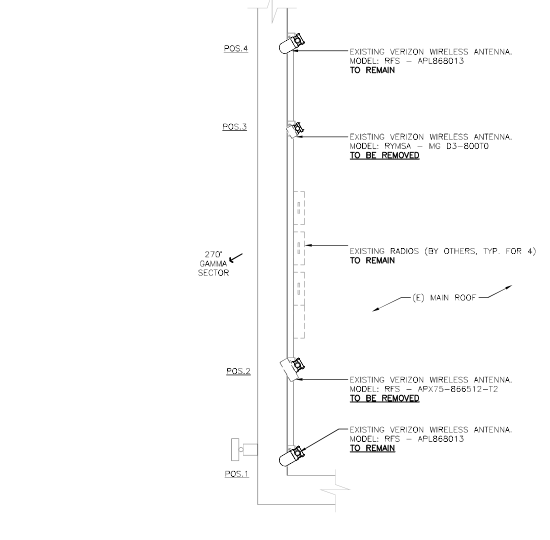 POS.4
EXISTING VERIZON WIRELESS ANTENNA.
MODEL: RFS - APL868013
TO REMAIN
POS.3
EXISTING VERIZON WIRELESS ANTENNA.
MODEL: RYMSA - MG D3-800T0
TO BE REMOVED
EXISTING RADIOS (BY OTHERS, TYP. FOR 4)
TO REMAIN
270°
GAMMA
SECTOR
(E) MAIN ROOF
POS.2
EXISTING VERIZON WIRELESS ANTENNA.
MODEL: RFS - APX75-866512-T2
TO BE REMOVED
EXISTING VERIZON WIRELESS ANTENNA.
MODEL: RFS - APL868013
TO REMAIN
POS.1